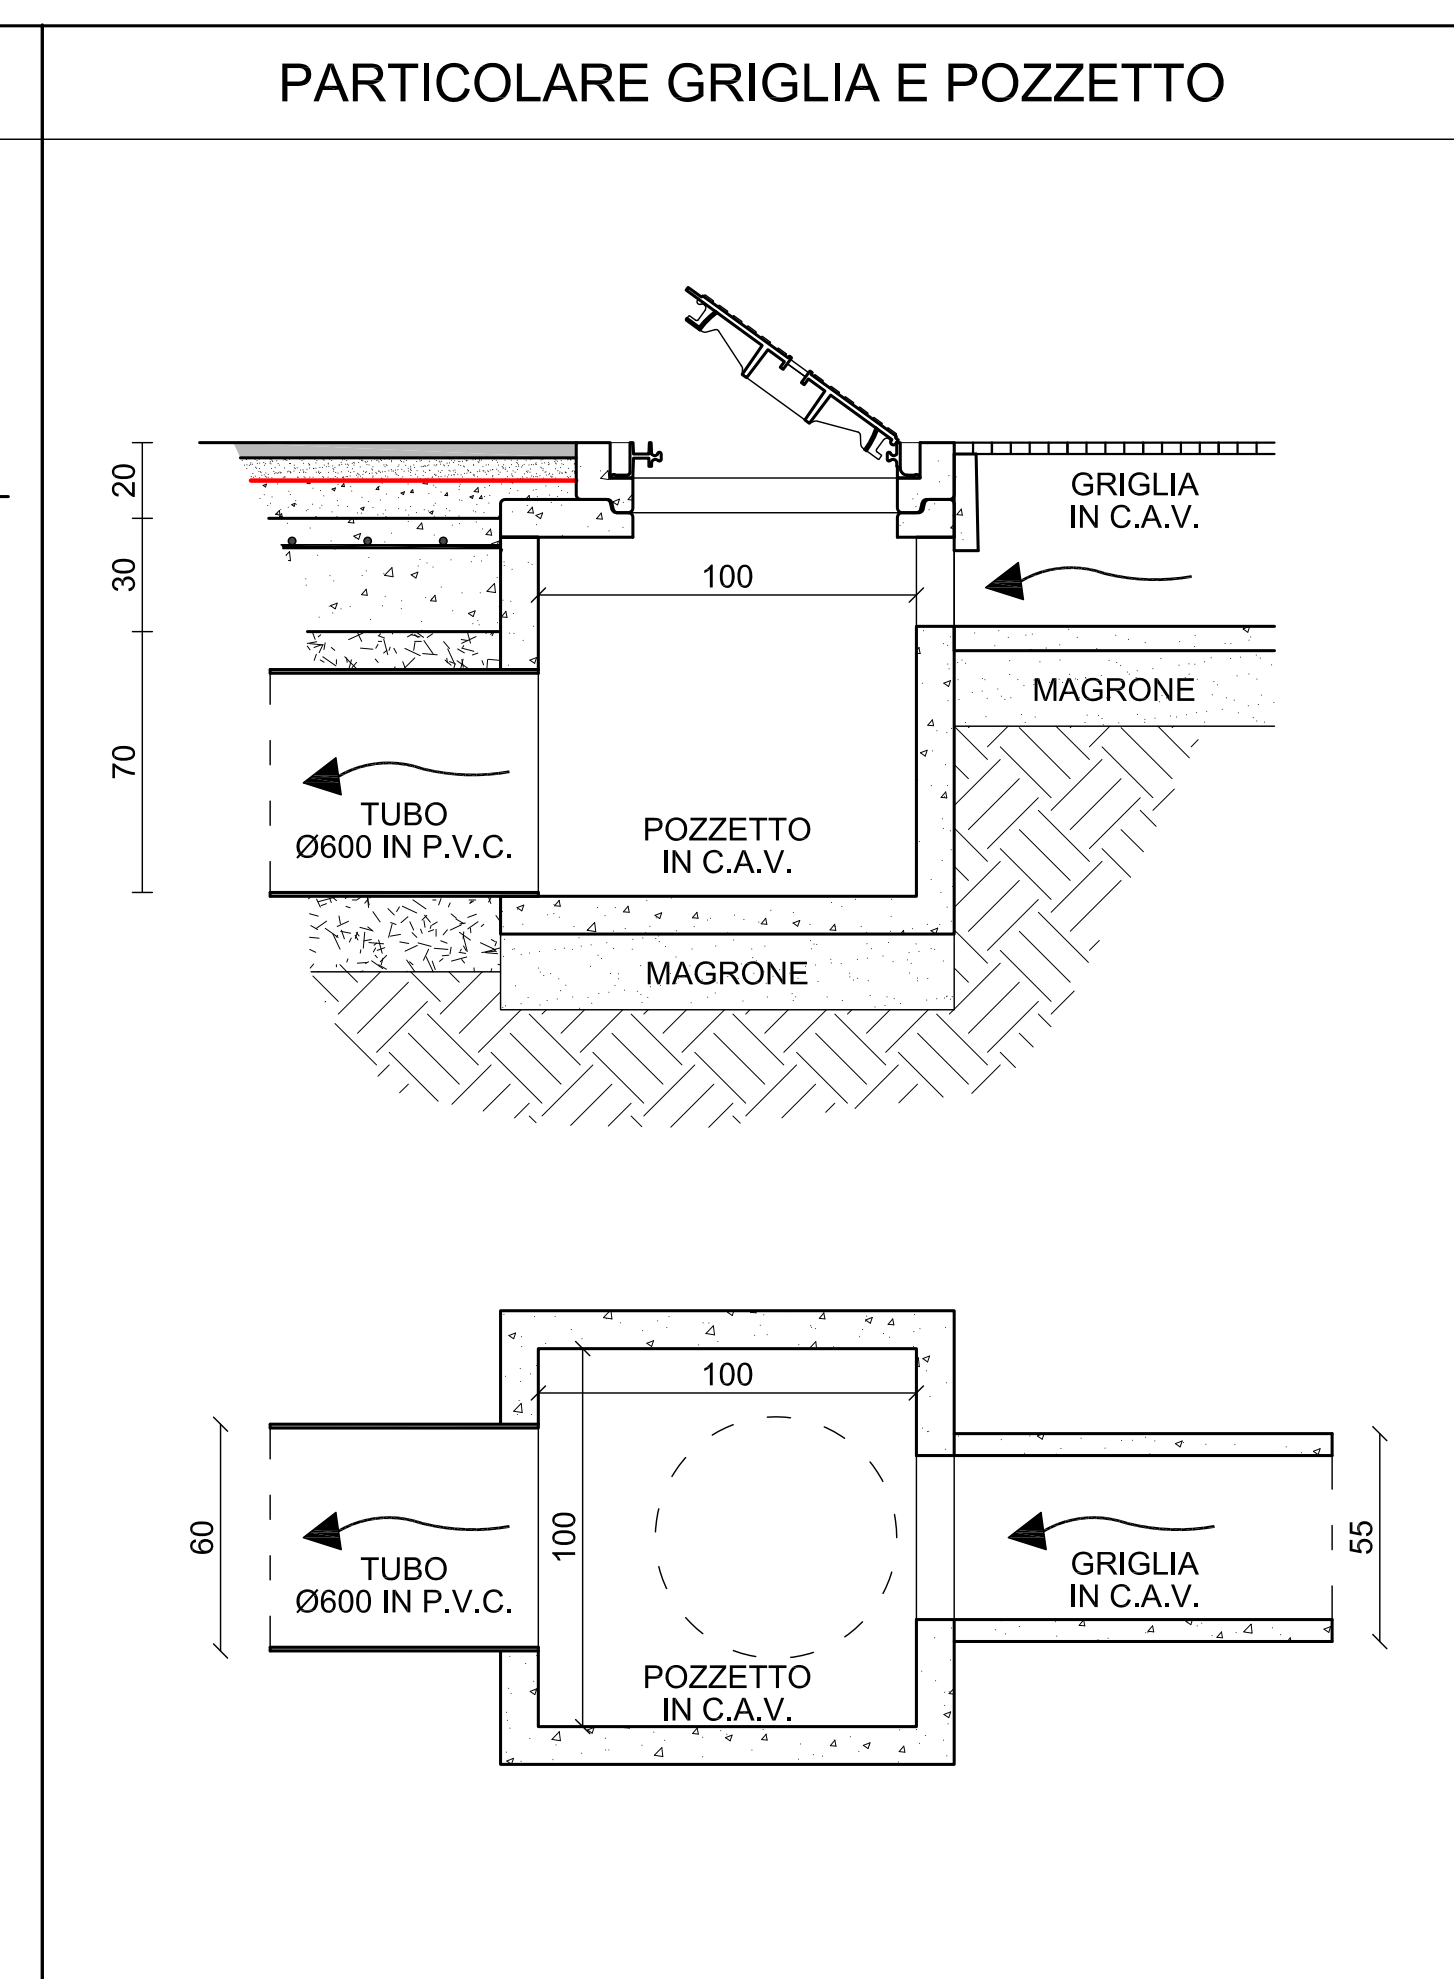 PARTICOLARE GRIGLIA E POZZETTO
20
30
70
100
GRIGLIA
IN C.A.V.
MAGRONE
TUBO
Ø600 IN P.V.C.
POZZETTO
IN C.A.V.
MAGRONE
100
100
60
TUBO
Ø600 IN P.V.C.
GRIGLIA
IN C.A.V.
55
POZZETTO
IN C.A.V.